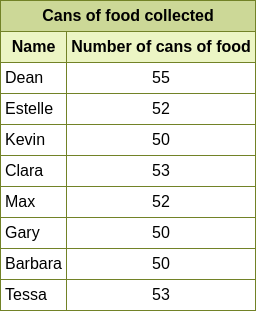 Cans of food collected
Name Number of cans of food
Dean 55
Estelle 52
Kevin 50
Clara 53
Max 52
Gary 50
Barbara 50
Tessa 53